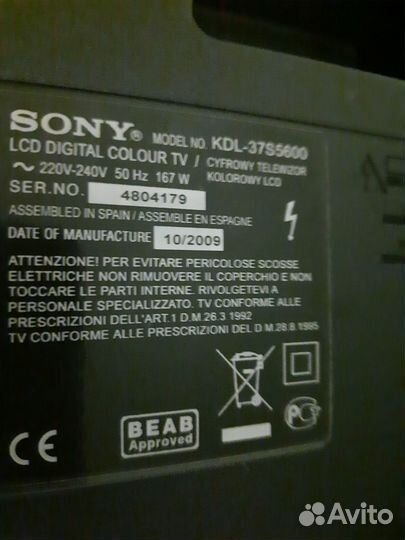 SONY® MODEL NO. KDL-37S5600
LCD DIGITAL COLOUR TV / CYFROWY TELEWIZOR
KOLOROWY LCD
~ 220V-240V 50 Hz 167 W
SER.NO. 4804179
ASSEMBLED IN SPAIN / ASSEMBLE EN ESPAGNE
DATE OF MANUFACTURE 10/2009
ATTENZIONE! PER EVITARE PERICOLOSE SCOSSE
ELETTRICHE NON RIMUOVERE IL COPERCHIO E NON
TOCCARE LE PARTI INTERNE. RIVOLGETEVI A
PERSONALE SPECIALIZZATO. TV CONFORME ALLE
PRESCRIZIONI DELL'ART.1 D.M.26.3 1992
TV CONFORME ALLE PRESCRIZIONI DEL D.M.28.8.1995
CE
BEAB
Approved
Avito